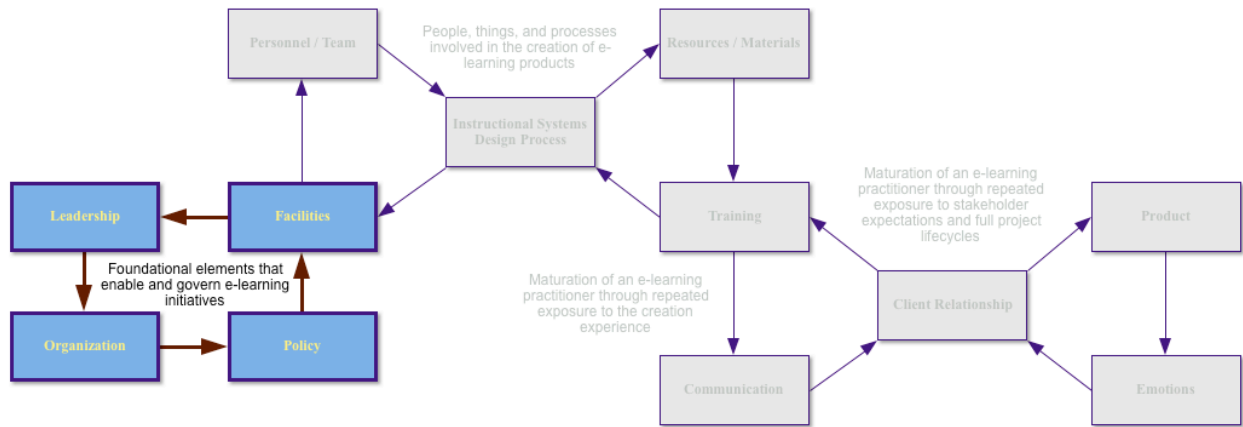 Personnel / Team
People, things, and processes
involved in the creation of e-
learning products
Resources / Materials
Instructional Systems
Design Process
Leadership
Facilities
Foundational elements that
enable and govern e-learning
initiatives
Organization
Policy
Training
Maturation of an e-learning
practitioner through repeated
exposure to stakeholder
expectations and full project
lifecycles
Product
Maturation of an e-learning
practitioner through repeated
exposure to the creation
experience
Client Relationship
Communication
Emotions